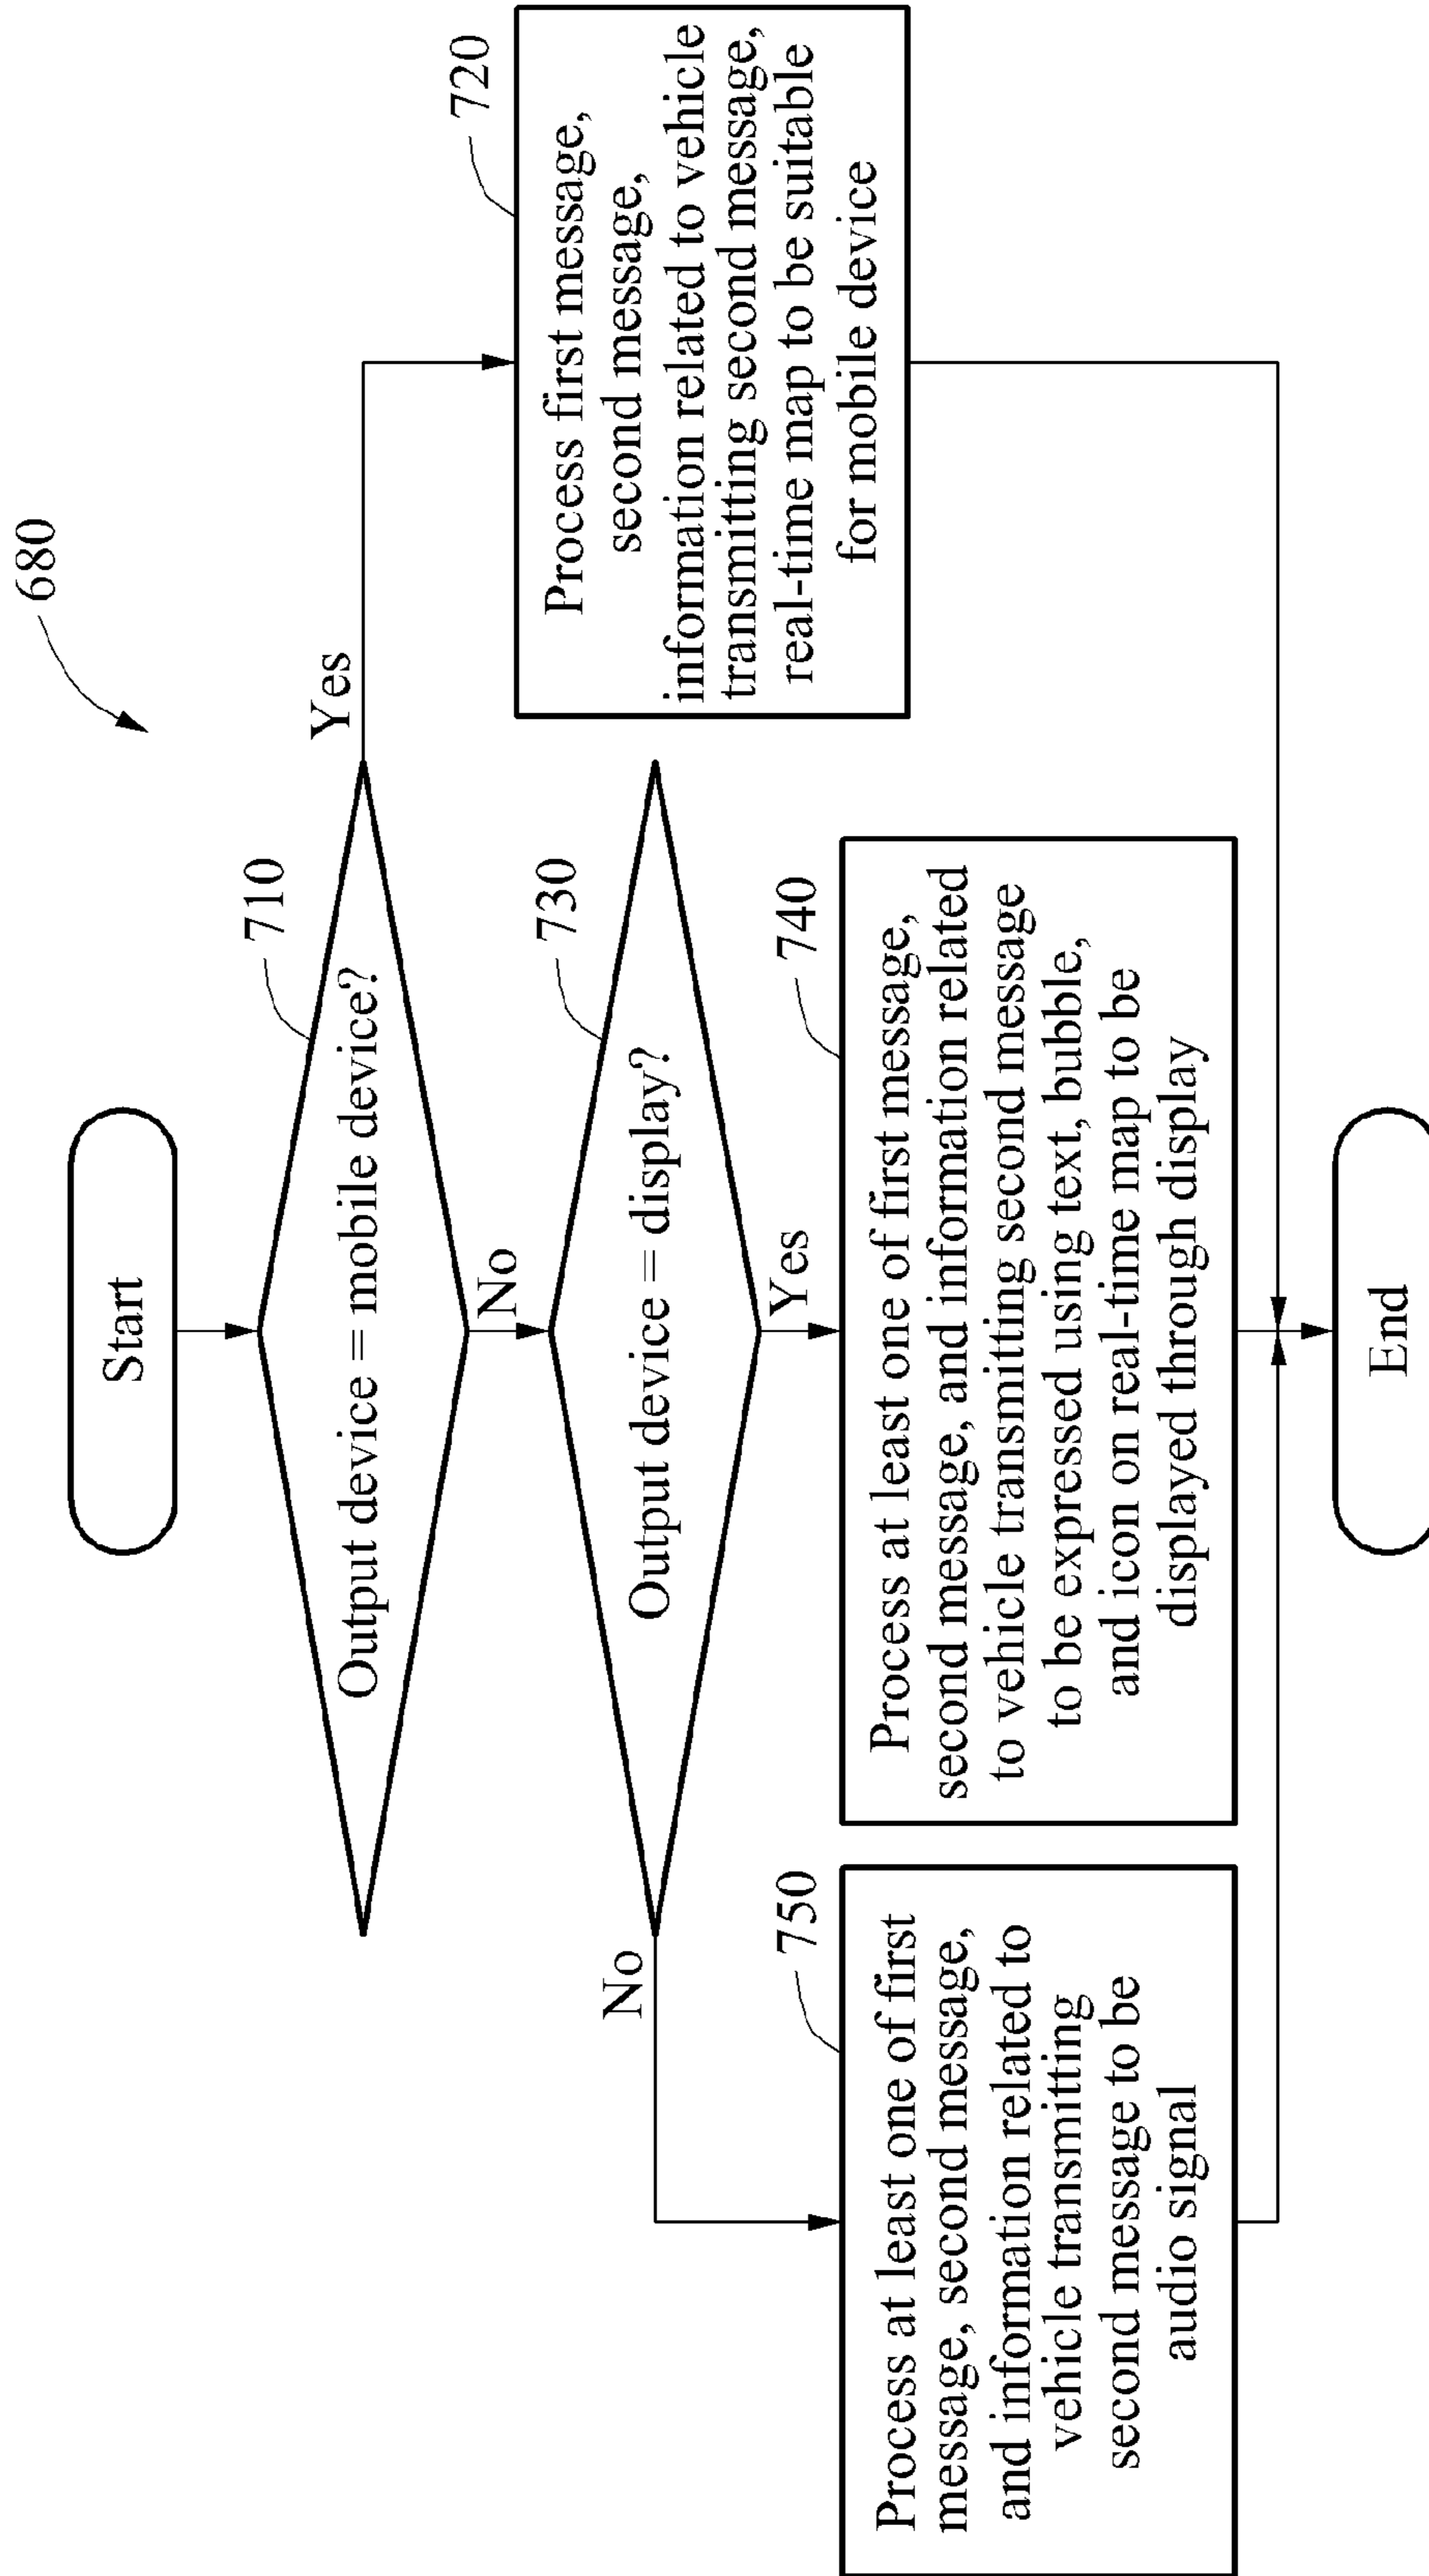 680
Start
710
Output device = mobile device?
Yes
No
720
Process first message,
second message,
information related to vehicle
transmitting second message,
real-time map to be suitable
for mobile device
730
Output device = display?
No
Yes
750
Process at least one of first
message, second message,
and information related to
vehicle transmitting
second message to be
audio signal
740
Process at least one of first message,
second message, and information related
to vehicle transmitting second message
to be expressed using text, bubble,
and icon on real-time map to be
displayed through display
End